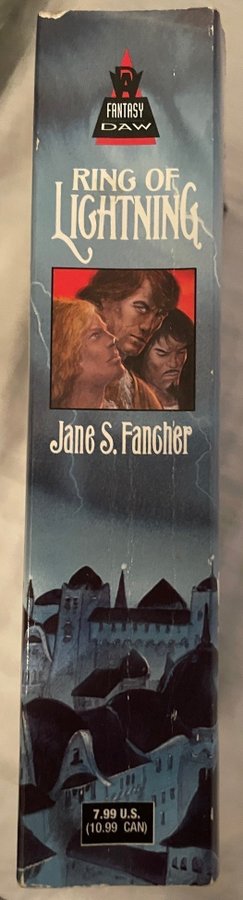 FANTASY
DAW
RING OF
LIGHTNING
Jane S. Fancher
7.99 U.S.
(10.99 CAN)